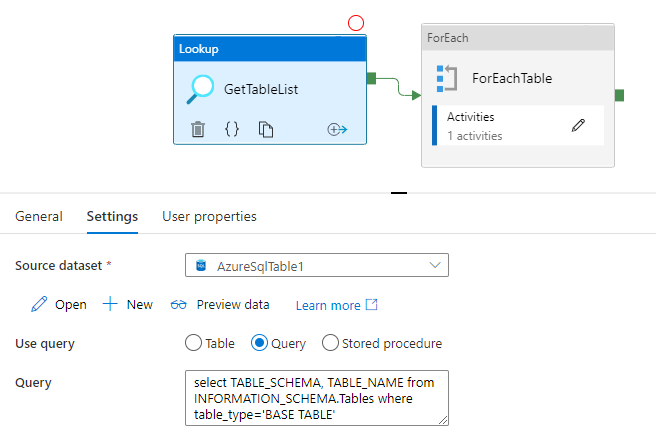 Lookup
GetTableList
ForEach
ForEachTable
Activities
1 activities
General
Settings
User properties
Source dataset *
SQL
AzureSqlTable1
Open
New
Preview data
Learn more
Use query
Table
Query
Stored procedure
Query
select TABLE_SCHEMA, TABLE_NAME from
INFORMATION_SCHEMA.Tables where
table_type='BASE TABLE'